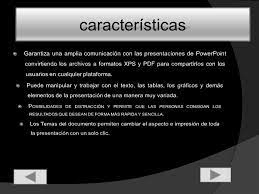 características
Garantiza una amplia comunicación con las presentaciones de PowerPoint
convirtiendo los archivos a formatos XPS y PDF para compartirlos con los
usuarios en cualquier plataforma.
Puede manipular y trabajar con el texto, las tablas, los gráficos y demás
elementos de la presentación de una manera muy variada.
POSIBILIDADES DE DISTRACCIÓN Y PERMITE QUE LAS PERSONAS CONSIGAN LOS
RESULTADOS QUE DESEAN DE FORMA MÁS RÁPIDA Y SENCILLA.
Los Temas del documento permiten cambiar el aspecto e impresión de toda
la presentación con un solo clic.